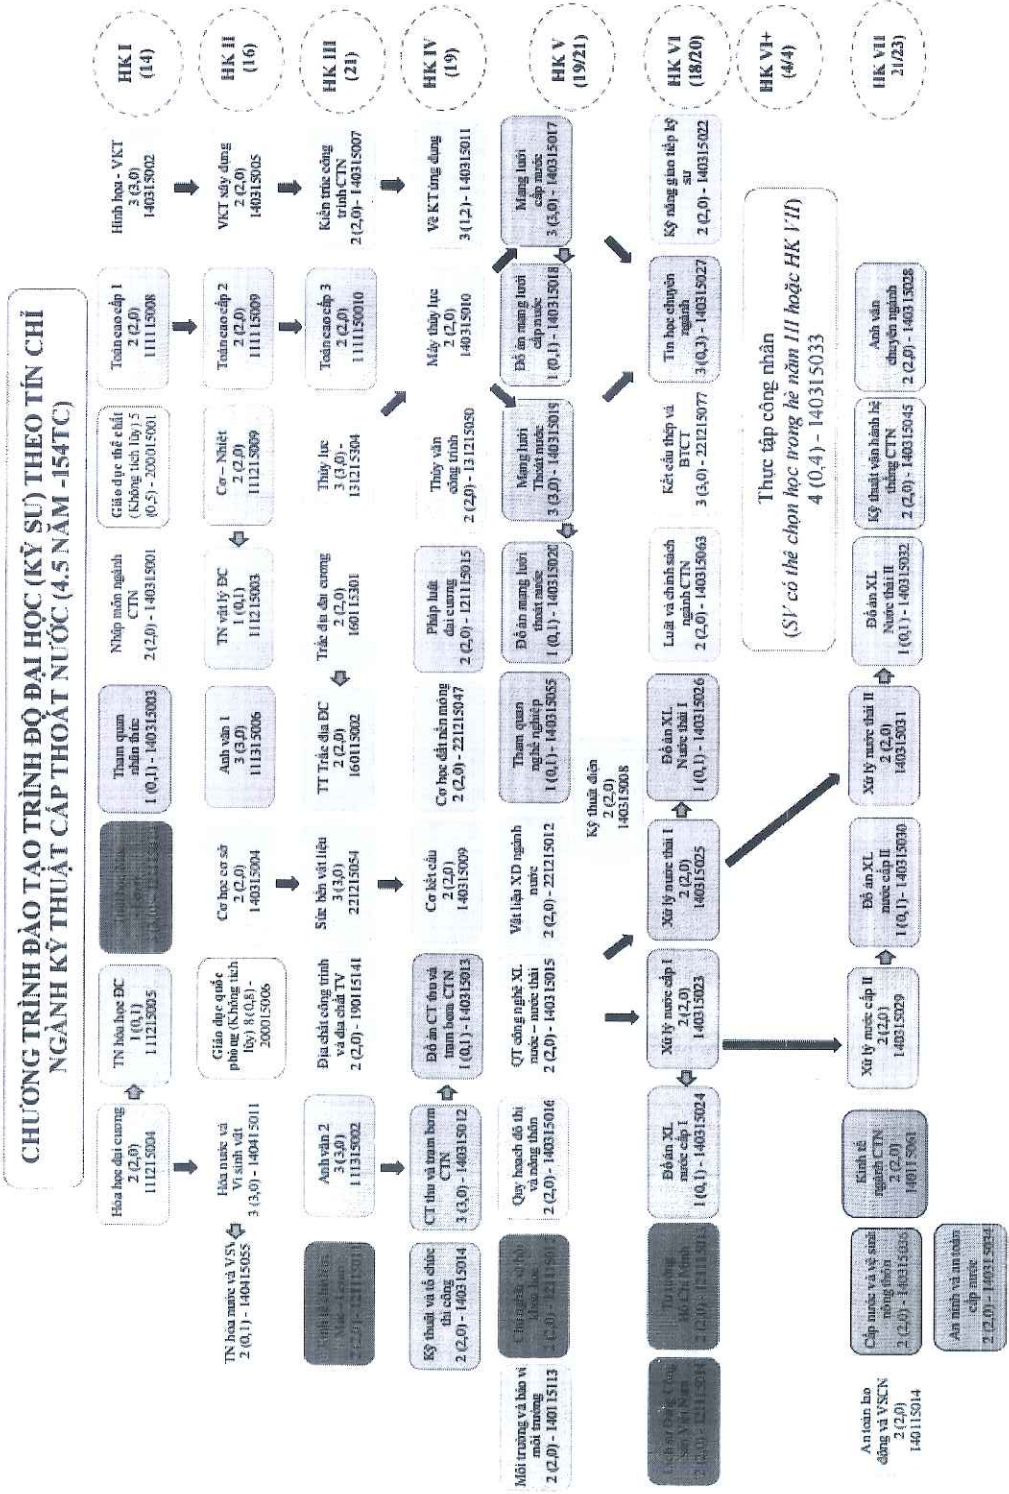 CHƯƠNG TRÌNH ĐÀO TẠO TRÌNH ĐỘ ĐẠI HỌC (KỸ SƯ) THEO TÍN CHỈ
NGÀNH KỸ THUẬT CẤP THOÁT NƯỚC (4.5 NĂM -154TC)
Hóa học đại cương
2 (2,0)
111215004
TN hóa học ĐC
1(0,1)
111215005
Tham quan
nhận thức
1 (0,1) - 140315003
Nhập môn ngành
CTN
2 (2,0) - 140315001
Giáo dục thể chất
(Không tích lũy) 5
(0,5) - 200015001
Toán cao cấp 1
2 (2,0)
111115008
Hình họa - VKT
3 (3,0)
140315002
HK I
(14)
TN hóa nước và VSV
2 (0,1) - 140415055
Hóa nước và
Vi sinh vật
3 (3,0) - 140415011
Giáo dục quốc
phòng (Không tích
lũy) 8 (0,8) -
200015006
Cơ học cơ sở
2 (2,0)
140315004
Anh văn 1
3 (3,0)
111315006
TN vật lý ĐC
1 (0,1)
111215003
Cơ – Nhiệt
2 (2,0)
111215009
Toán cao cấp 2
2 (2,0)
111115009
VKT xây dựng
2 (2,0)
140315005
HK II
(16)
2 (2,0) - 121115011
Anh văn 2
3 (3,0)
111315002
Địa chất công trình
và địa chất TV
2 (2,0) - 190115141
Sức bền vật liệu
3 (3,0)
221215054
TT Trắc địa ĐC
2 (2,0)
160115002
Trắc địa đại cương
2 (2,0)
160115301
Thủy lực
3 (3,0) -
131215304
Toán cao cấp 3
2 (2,0)
1111150010
Kiến trúc công
trình CTN
2 (2,0) - 140315007
HK III
(21)
Kỹ thuật và tổ chức
thi công
2 (2,0) - 140315014
CT thu và trạm bơm
CTN
3 (3,0) - 140315012
Đồ án CT thu và
trạm bơm CTN
1 (0,1) - 140315013
Cơ kết cấu
2 (2,0)
140315009
Cơ học đất nền móng
2 (2,0) - 221215047
Pháp luật
đại cương
2 (2,0) - 121115015
Thủy văn
công trình
2 (2,0) - 131215050
Máy thủy lực
2 (2,0)
140315010
Vẽ KT ứng dụng
3 (1,2) - 140315011
HK IV
(19)
Môi trường và bảo vệ
môi trường
2 (2,0) - 140115113
Quy hoạch đô thị
và nông thôn
2 (2,0) - 140315016
QT công nghệ XL
nước – nước thải
2 (2,0) - 140315015
Vật liệu XD ngành
nước
2 (2,0) - 221215012
Tham quan
nghề nghiệp
1 (0,1) - 140315055
Đồ án mạng lưới
thoát nước
1 (0,1) - 140315020
Mạng lưới
Thoát nước
3 (3,0) - 140315019
Đồ án mạng lưới
cấp nước
1 (0,1) - 140315018
Mạng lưới
cấp nước
3 (3,0) - 140315017
HK V
(19/21)
Kỹ thuật điện
2 (2,0)
140315008
Đồ án XL
nước cấp I
1 (0,1) - 140315024
Xử lý nước cấp I
2 (2,0)
140315023
Xử lý nước thải I
2 (2,0)
140315025
Đồ án XL
Nước thải I
1 (0,1) - 140315026
Luật và chính sách
ngành CTN
2 (2,0) - 140315063
Kết cấu thép và
BTCT
3 (3,0) - 221215077
Tin học chuyên
ngành
3 (0,3) - 140315027
Kỹ năng giao tiếp kỹ
sư
2 (2,0) - 140315022
HK VI
(18/20)
Thực tập công nhân
(SV có thể chọn học trong hè năm III hoặc HK VII)
4 (0,4) - 140315033
HK VI+
(4/4)
An toàn lao
động và VSCN
2 (2,0)
140115014
Cấp nước và vệ sinh
nông thôn
2 (2,0) - 140315036
An ninh và an toàn
cấp nước
2 (2,0) - 140315034
Kinh tế
ngành CTN
2 (2,0)
140115061
Xử lý nước cấp II
2 (2,0)
140315029
Đồ án XL
nước cấp II
1 (0,1) - 140315030
Xử lý nước thải II
2 (2,0)
140315031
Đồ án XL
Nước thải II
1 (0,1) - 140315032
Kỹ thuật vận hành hệ
thống CTN
2 (2,0) - 140315045
Anh văn
chuyên ngành
2 (2,0) - 140315028
HK VII
21/23